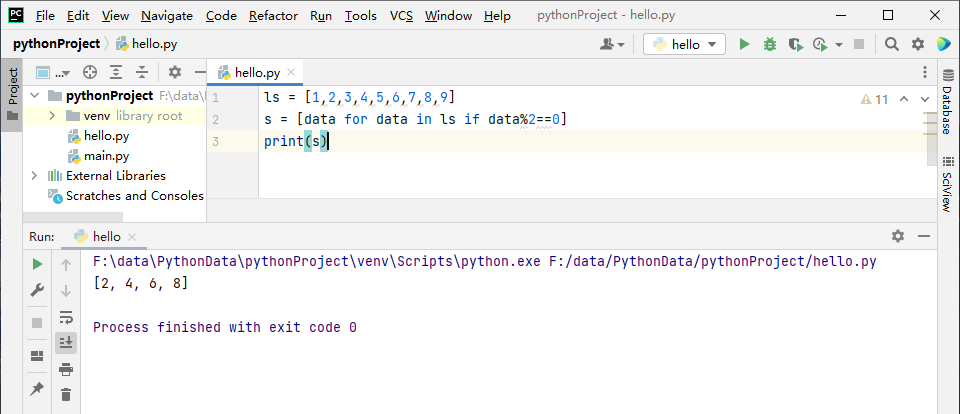 PC File Edit View Navigate Code Refactor Run Tools VCS Window Help pythonProject - hello.py
pythonProject hello.py hello
Project
... hello.py
pythonProject F:\data\
venv library root
hello.py
main.py
External Libraries
Scratches and Consoles
1 ls = [1,2,3,4,5,6,7,8,9]
2 s = [data for data in ls if data%2==0]
3 print(s)
11
Database
SciView
Run: hello
F:\data\PythonData\pythonProject\venv\Scripts\python.exe F:/data/PythonData/pythonProject/hello.py
[2, 4, 6, 8]
Process finished with exit code 0